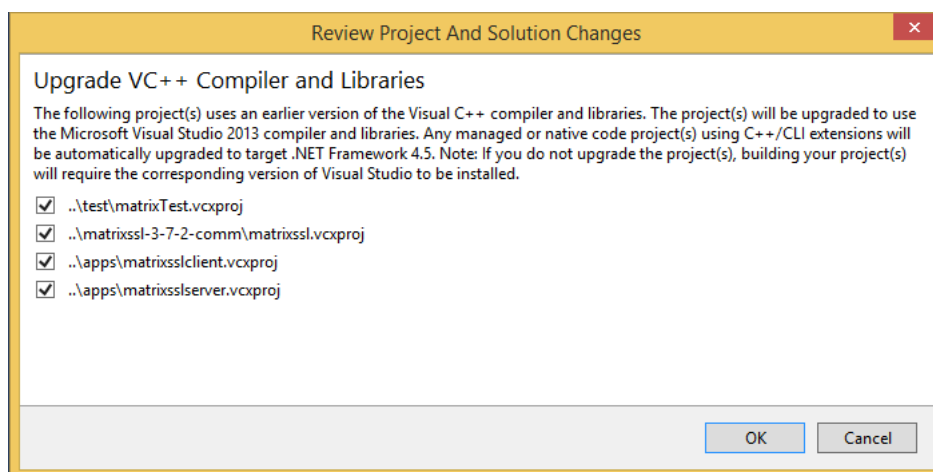 Review Project And Solution Changes
Upgrade VC++ Compiler and Libraries
The following project(s) uses an earlier version of the Visual C++ compiler and libraries. The project(s) will be upgraded to use
the Microsoft Visual Studio 2013 compiler and libraries. Any managed or native code project(s) using C++/CLI extensions will
be automatically upgraded to target .NET Framework 4.5. Note: If you do not upgrade the project(s), building your project(s)
will require the corresponding version of Visual Studio to be installed.
..\test\matrixTest.vcxproj
..\matrixssl-3-7-2-comm\matrixssl.vcxproj
..\apps\matrixsslclient.vcxproj
..\apps\matrixsslserver.vcxproj
OK Cancel